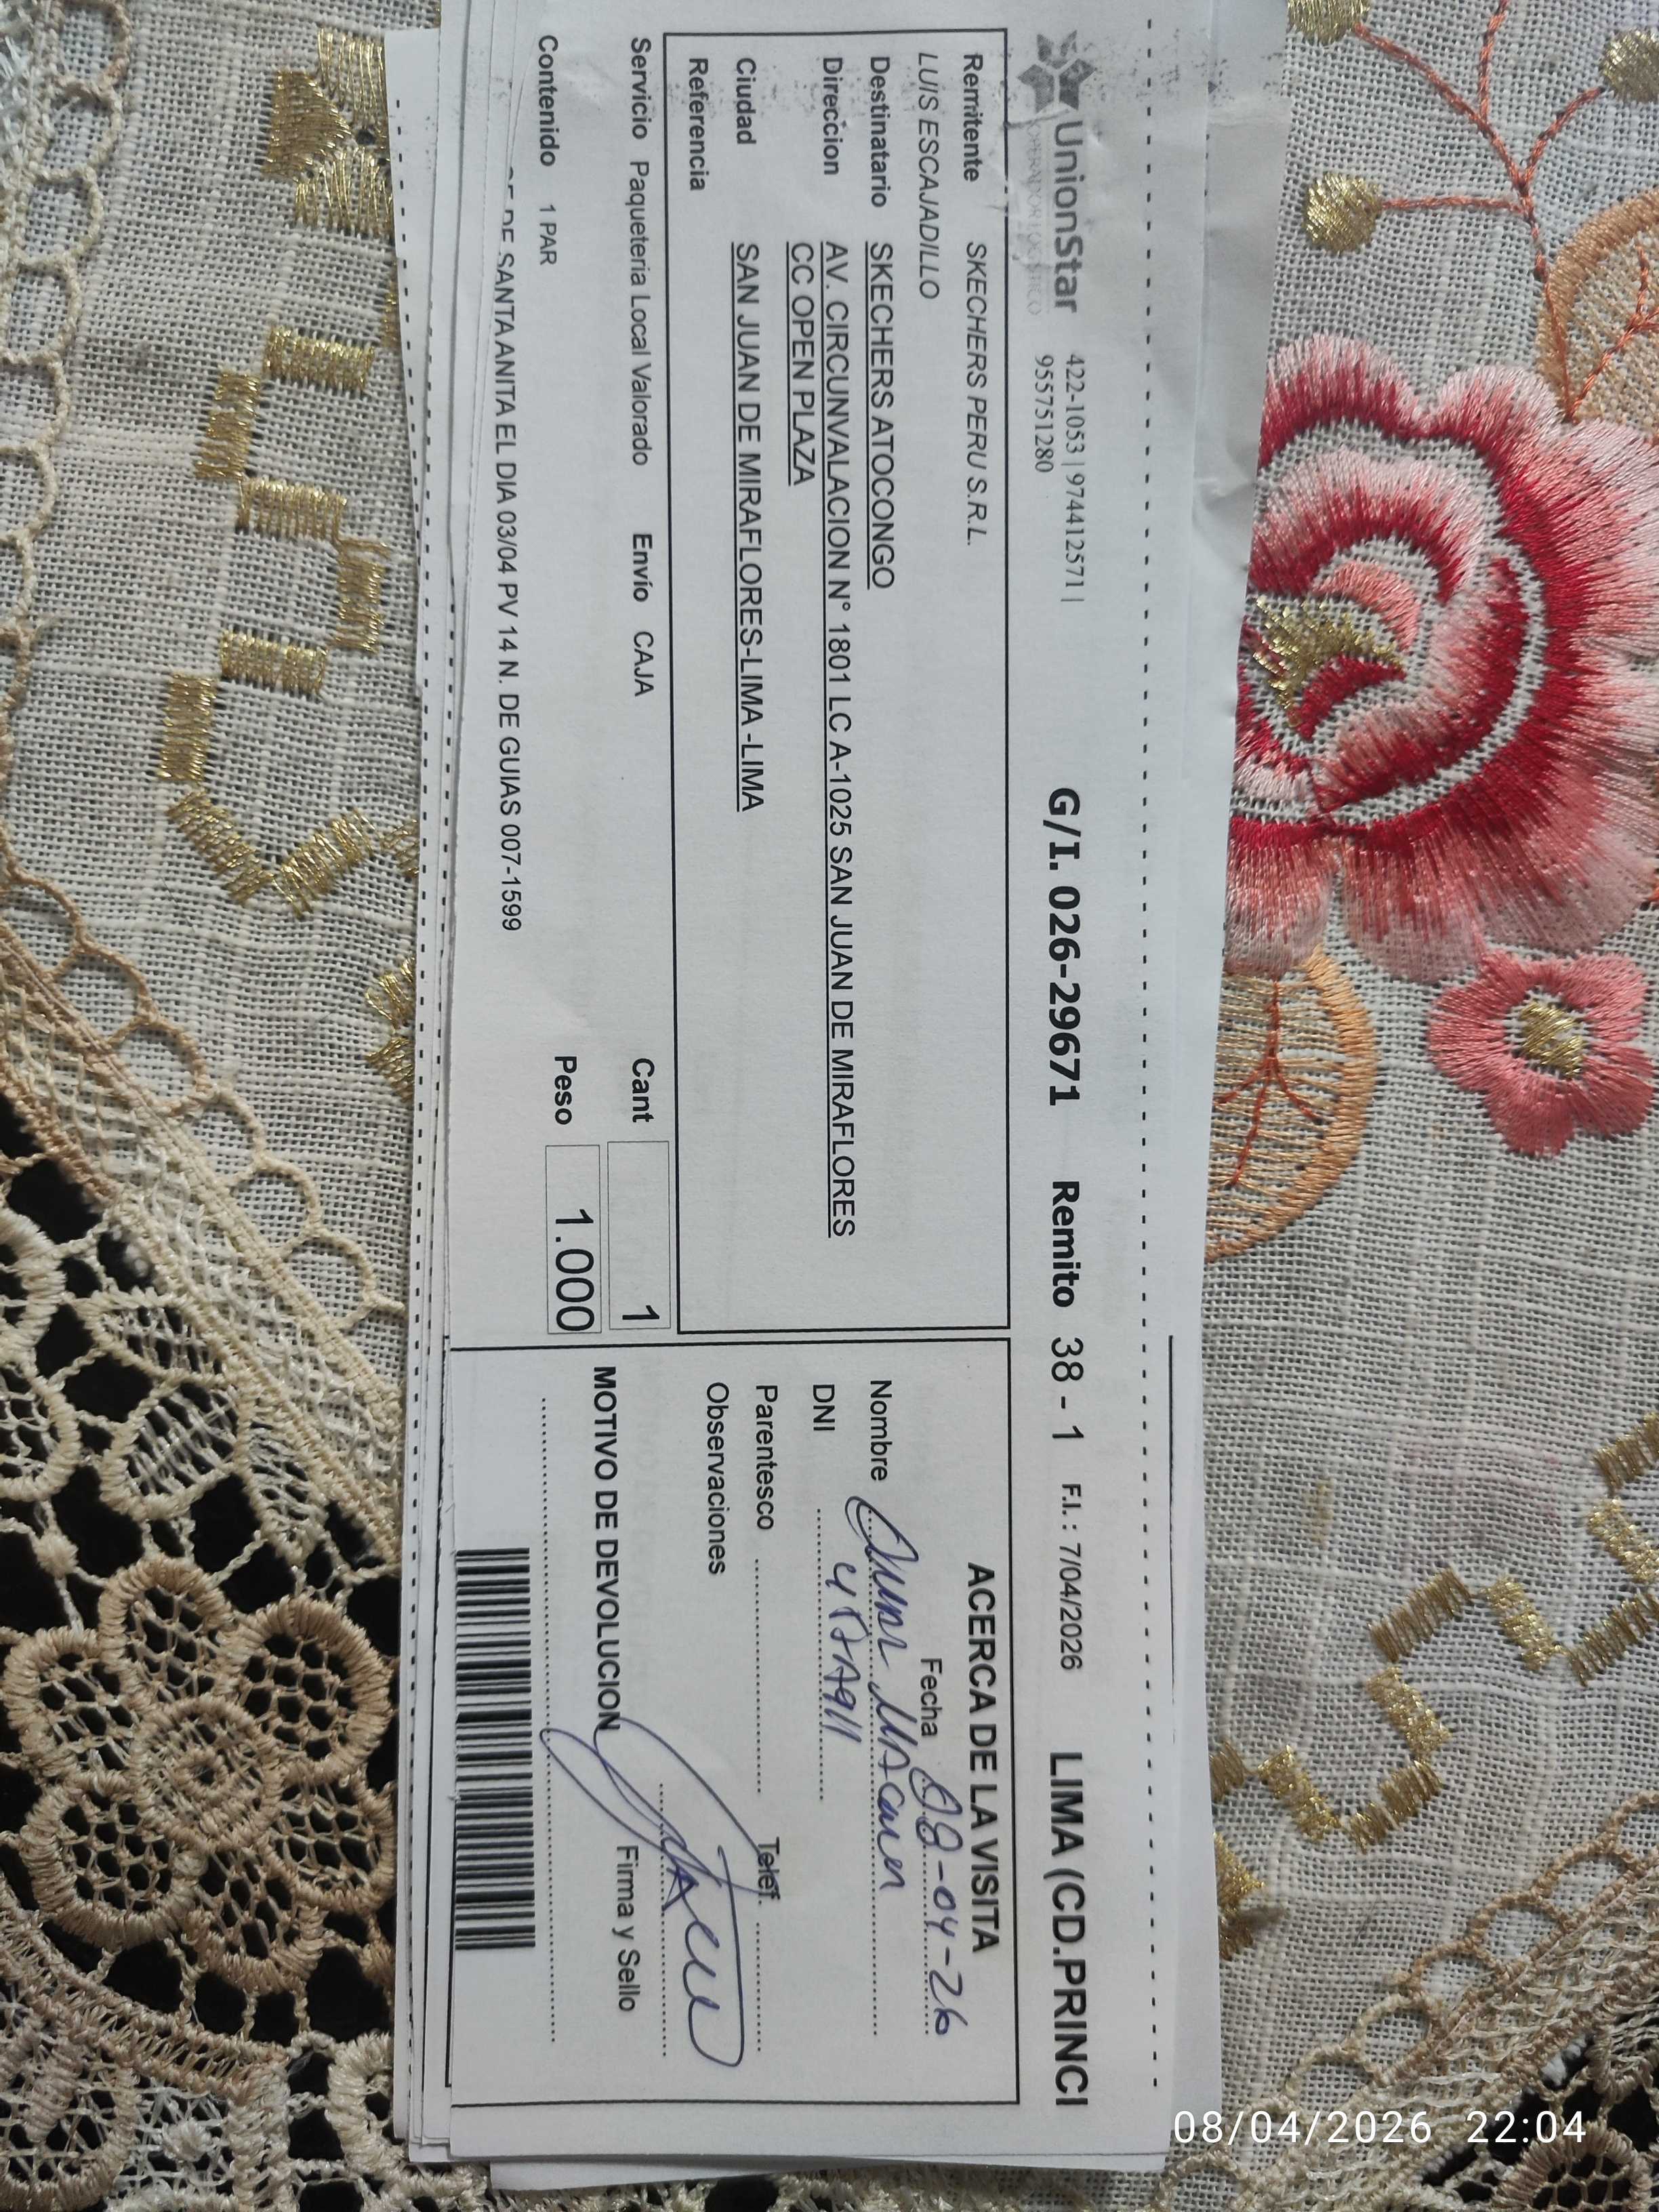 UnionStar
OPERADOR LOGISTICO
422-1053 | 974412571 |
955751280
G/I. 026-29671 Remito 38 - 1 F.I. : 7/04/2026 LIMA (CD.PRINCI
Remitente SKECHERS PERU S.R.L.
LUIS ESCAJADILLO
Destinatario SKECHERS ATOCONGO
Direccion AV. CIRCUNVALACION N° 1801 LC A-1025 SAN JUAN DE MIRAFLORES
CC OPEN PLAZA
Ciudad SAN JUAN DE MIRAFLORES-LIMA -LIMA
Referencia
Servicio Paqueteria Local Valorado Envío CAJA Cant 1
Contenido 1 PAR Peso 1.000
DE SANTA ANITA EL DIA 03/04 PV 14 N. DE GUIAS 007-1599
ACERCA DE LA VISITA
Fecha 08-04-26
Nombre
DNI
Parentesco Telef.
Observaciones
Firma y Sello
MOTIVO DE DEVOLUCION
08/04/2026 22:04